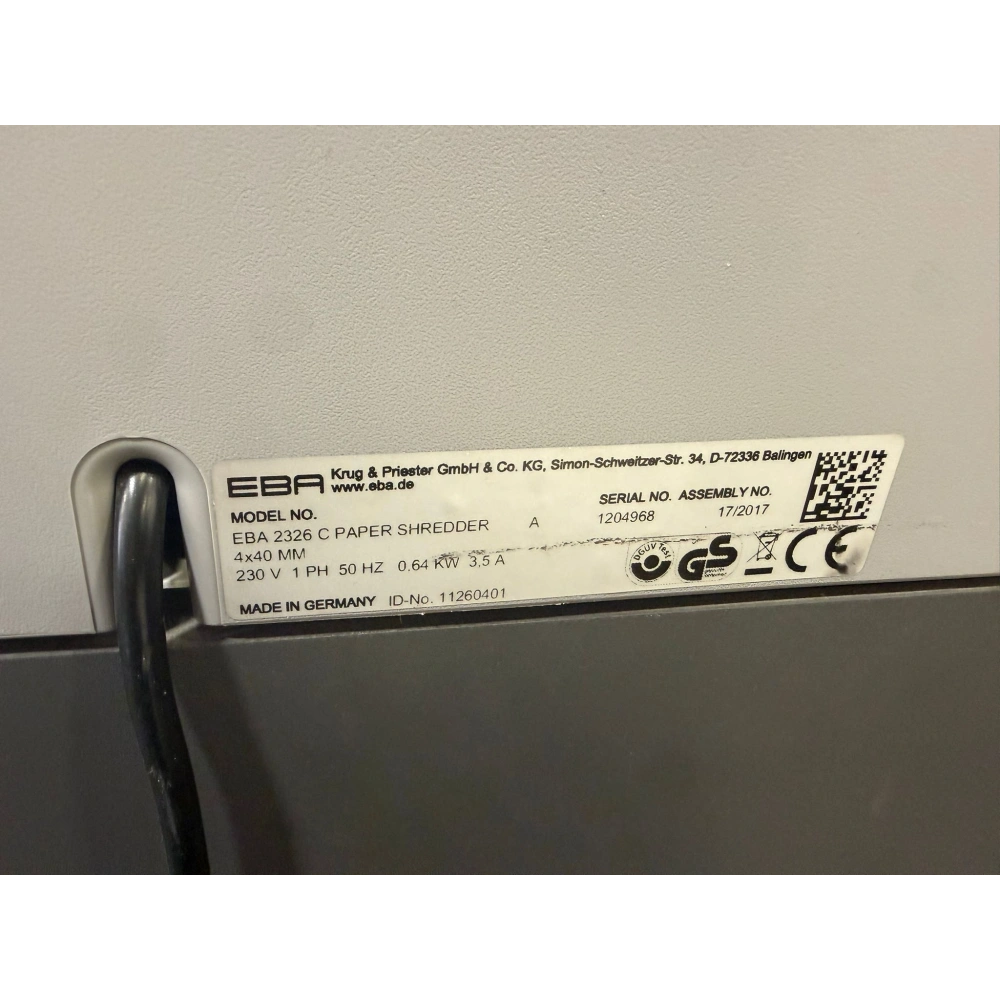 EBA Krug & Priester GmbH & Co. KG, Simon-Schweitzer-Str. 34, D-72336 Balingen
www.eba.de
MODEL NO. SERIAL NO. ASSEMBLY NO.
EBA 2326 C PAPER SHREDDER A 1204968 17/2017
4x40 MM
230 V 1 PH 50 HZ 0.64 KW 3,5 A
DGUV Test GS geprüfte Sicherheit CE
MADE IN GERMANY ID-No. 11260401